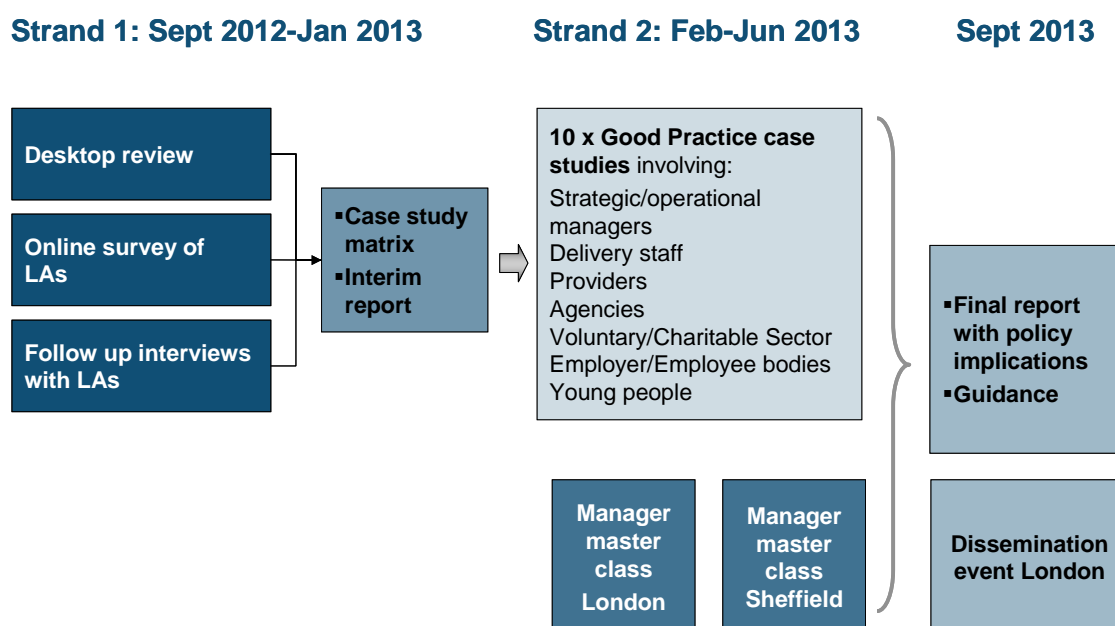 Strand 1: Sept 2012-Jan 2013
Strand 2: Feb-Jun 2013
Sept 2013
Desktop review
Online survey of
LAs
Follow up interviews
with LAs
▪Case study
matrix
▪Interim
report
10 x Good Practice case
studies involving:
Strategic/operational
managers
Delivery staff
Providers
Agencies
Voluntary/Charitable Sector
Employer/Employee bodies
Young people
Manager
master
class
London
Manager
master
class
Sheffield
▪Final report
with policy
implications
▪Guidance
Dissemination
event London